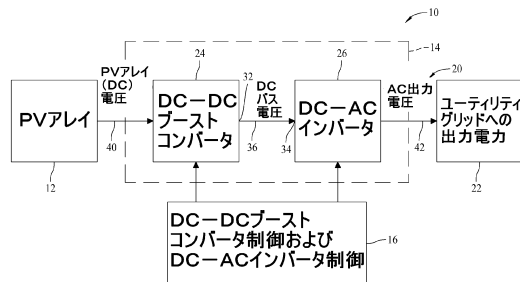 10
24
26
14
PVアレイ
(DC)
電圧
32
DC
バス
電圧
AC出力
電圧
20
PVアレイ
DC-DC
ブースト
コンバータ
DC-AC
インバータ
ユーティリティ
グリッドへの
出力電力
40
36
34
42
12
22
DC-DCブースト
コンバータ制御および
DC-ACインバータ制御
16